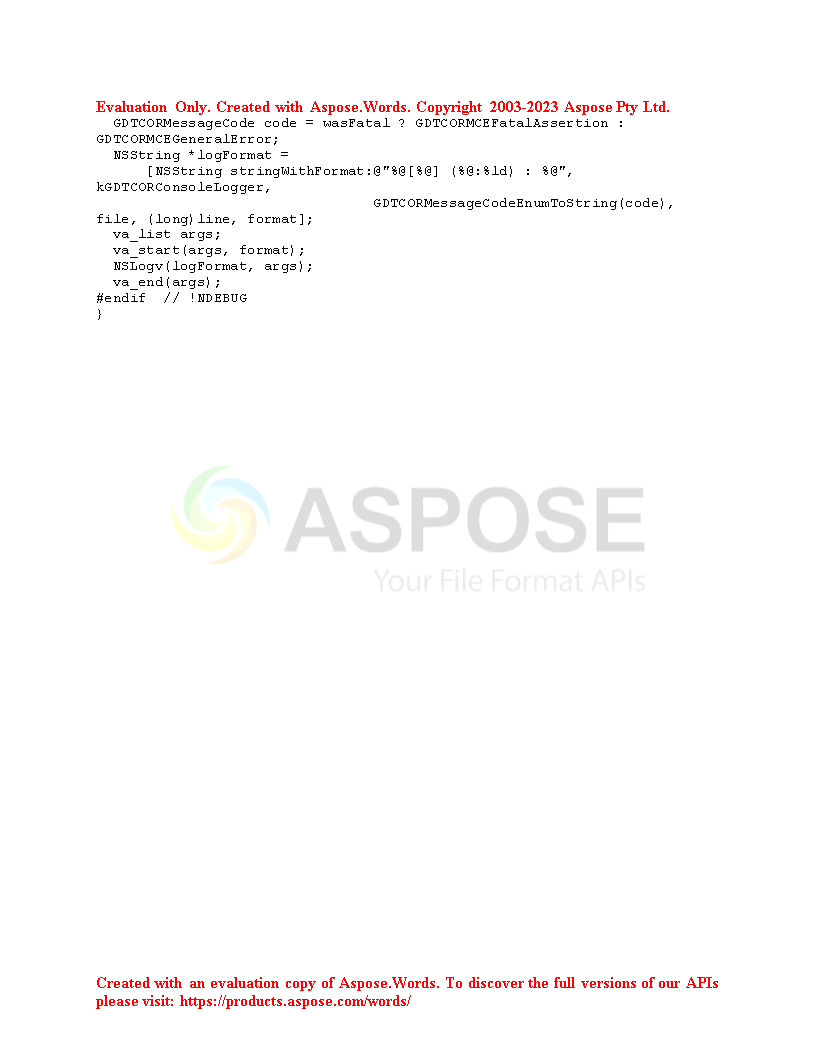 Evaluation Only. Created with Aspose.Words. Copyright 2003-2023 Aspose Pty Ltd.
  GDTCORMessageCode code = wasFatal ? GDTCORMCEFatalAssertion :
GDTCORMCEGeneralError;
  NSString *logFormat =
      [NSString stringWithFormat:@"%@[%@] (%@:%ld) : %@",
kGDTCORConsoleLogger,
                                 GDTCORMessageCodeEnumToString(code),
file, (long)line, format];
  va_list args;
  va_start(args, format);
  NSLogv(logFormat, args);
  va_end(args);
#endif  // !NDEBUG
}
ASPOSE
Your File Format APIs
Created with an evaluation copy of Aspose.Words. To discover the full versions of our APIs
please visit: https://products.aspose.com/words/